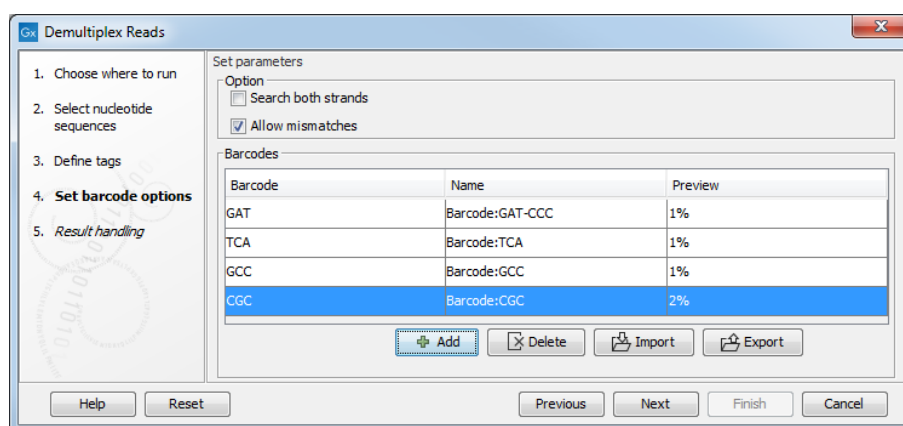 Gx Demultiplex Reads
1. Choose where to run
2. Select nucleotide
sequences
3. Define tags
4. Set barcode options
5. Result handling
Set parameters
Option
Search both strands
Allow mismatches
Barcodes
Barcode Name Preview
GAT Barcode:GAT-CCC 1%
TCA Barcode:TCA 1%
GCC Barcode:GCC 1%
CGC Barcode:CGC 2%
Add Delete Import Export
Help Reset Previous Next Finish Cancel